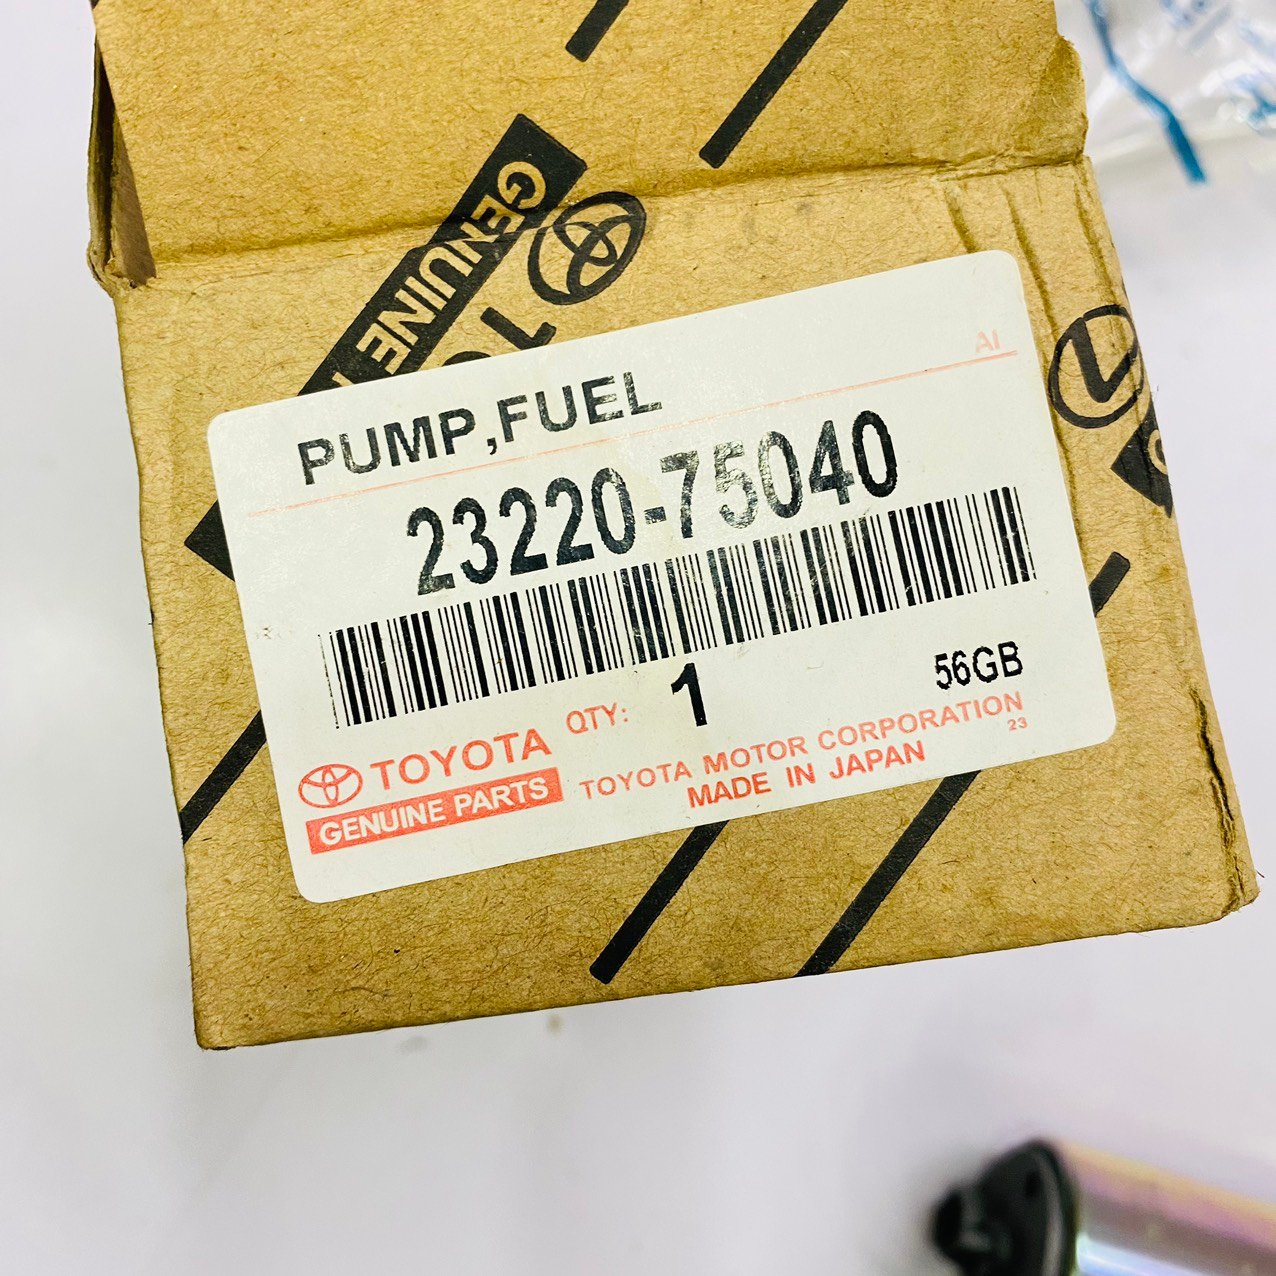 GENUINE
AI
PUMP,FUEL
23220-75040
56GB
QTY: 1
TOYOTA
GENUINE PARTS
TOYOTA MOTOR CORPORATION
23
MADE IN JAPAN